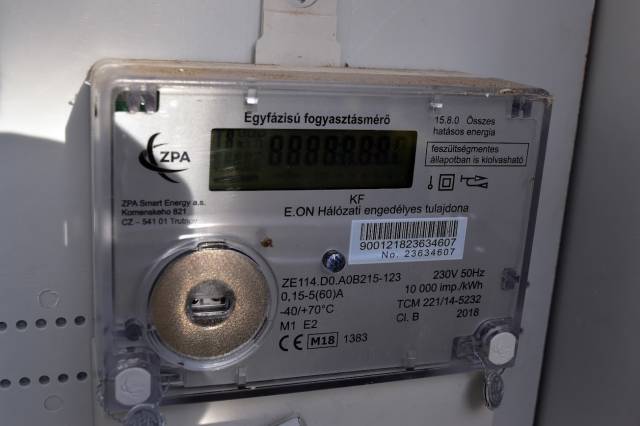 Egyfázisú fogyasztásmérő
15.8.0 Összes
hatásos energia
feszültségmentes
állapotban is kiolvasható
ZPA
ZPA Smart Energy a.s.
Komenského 821
CZ – 541 01 Trutnov
KF
E.ON Hálózati engedélyes tulajdona
900121823634607
No. 23634607
ZE114.D0.A0B215-123
0,15-5(60)A
-40/+70°C
M1 E2
CE M18 1383
230V 50Hz
10 000 imp./kWh
TCM 221/14-5232
Cl. B 2018